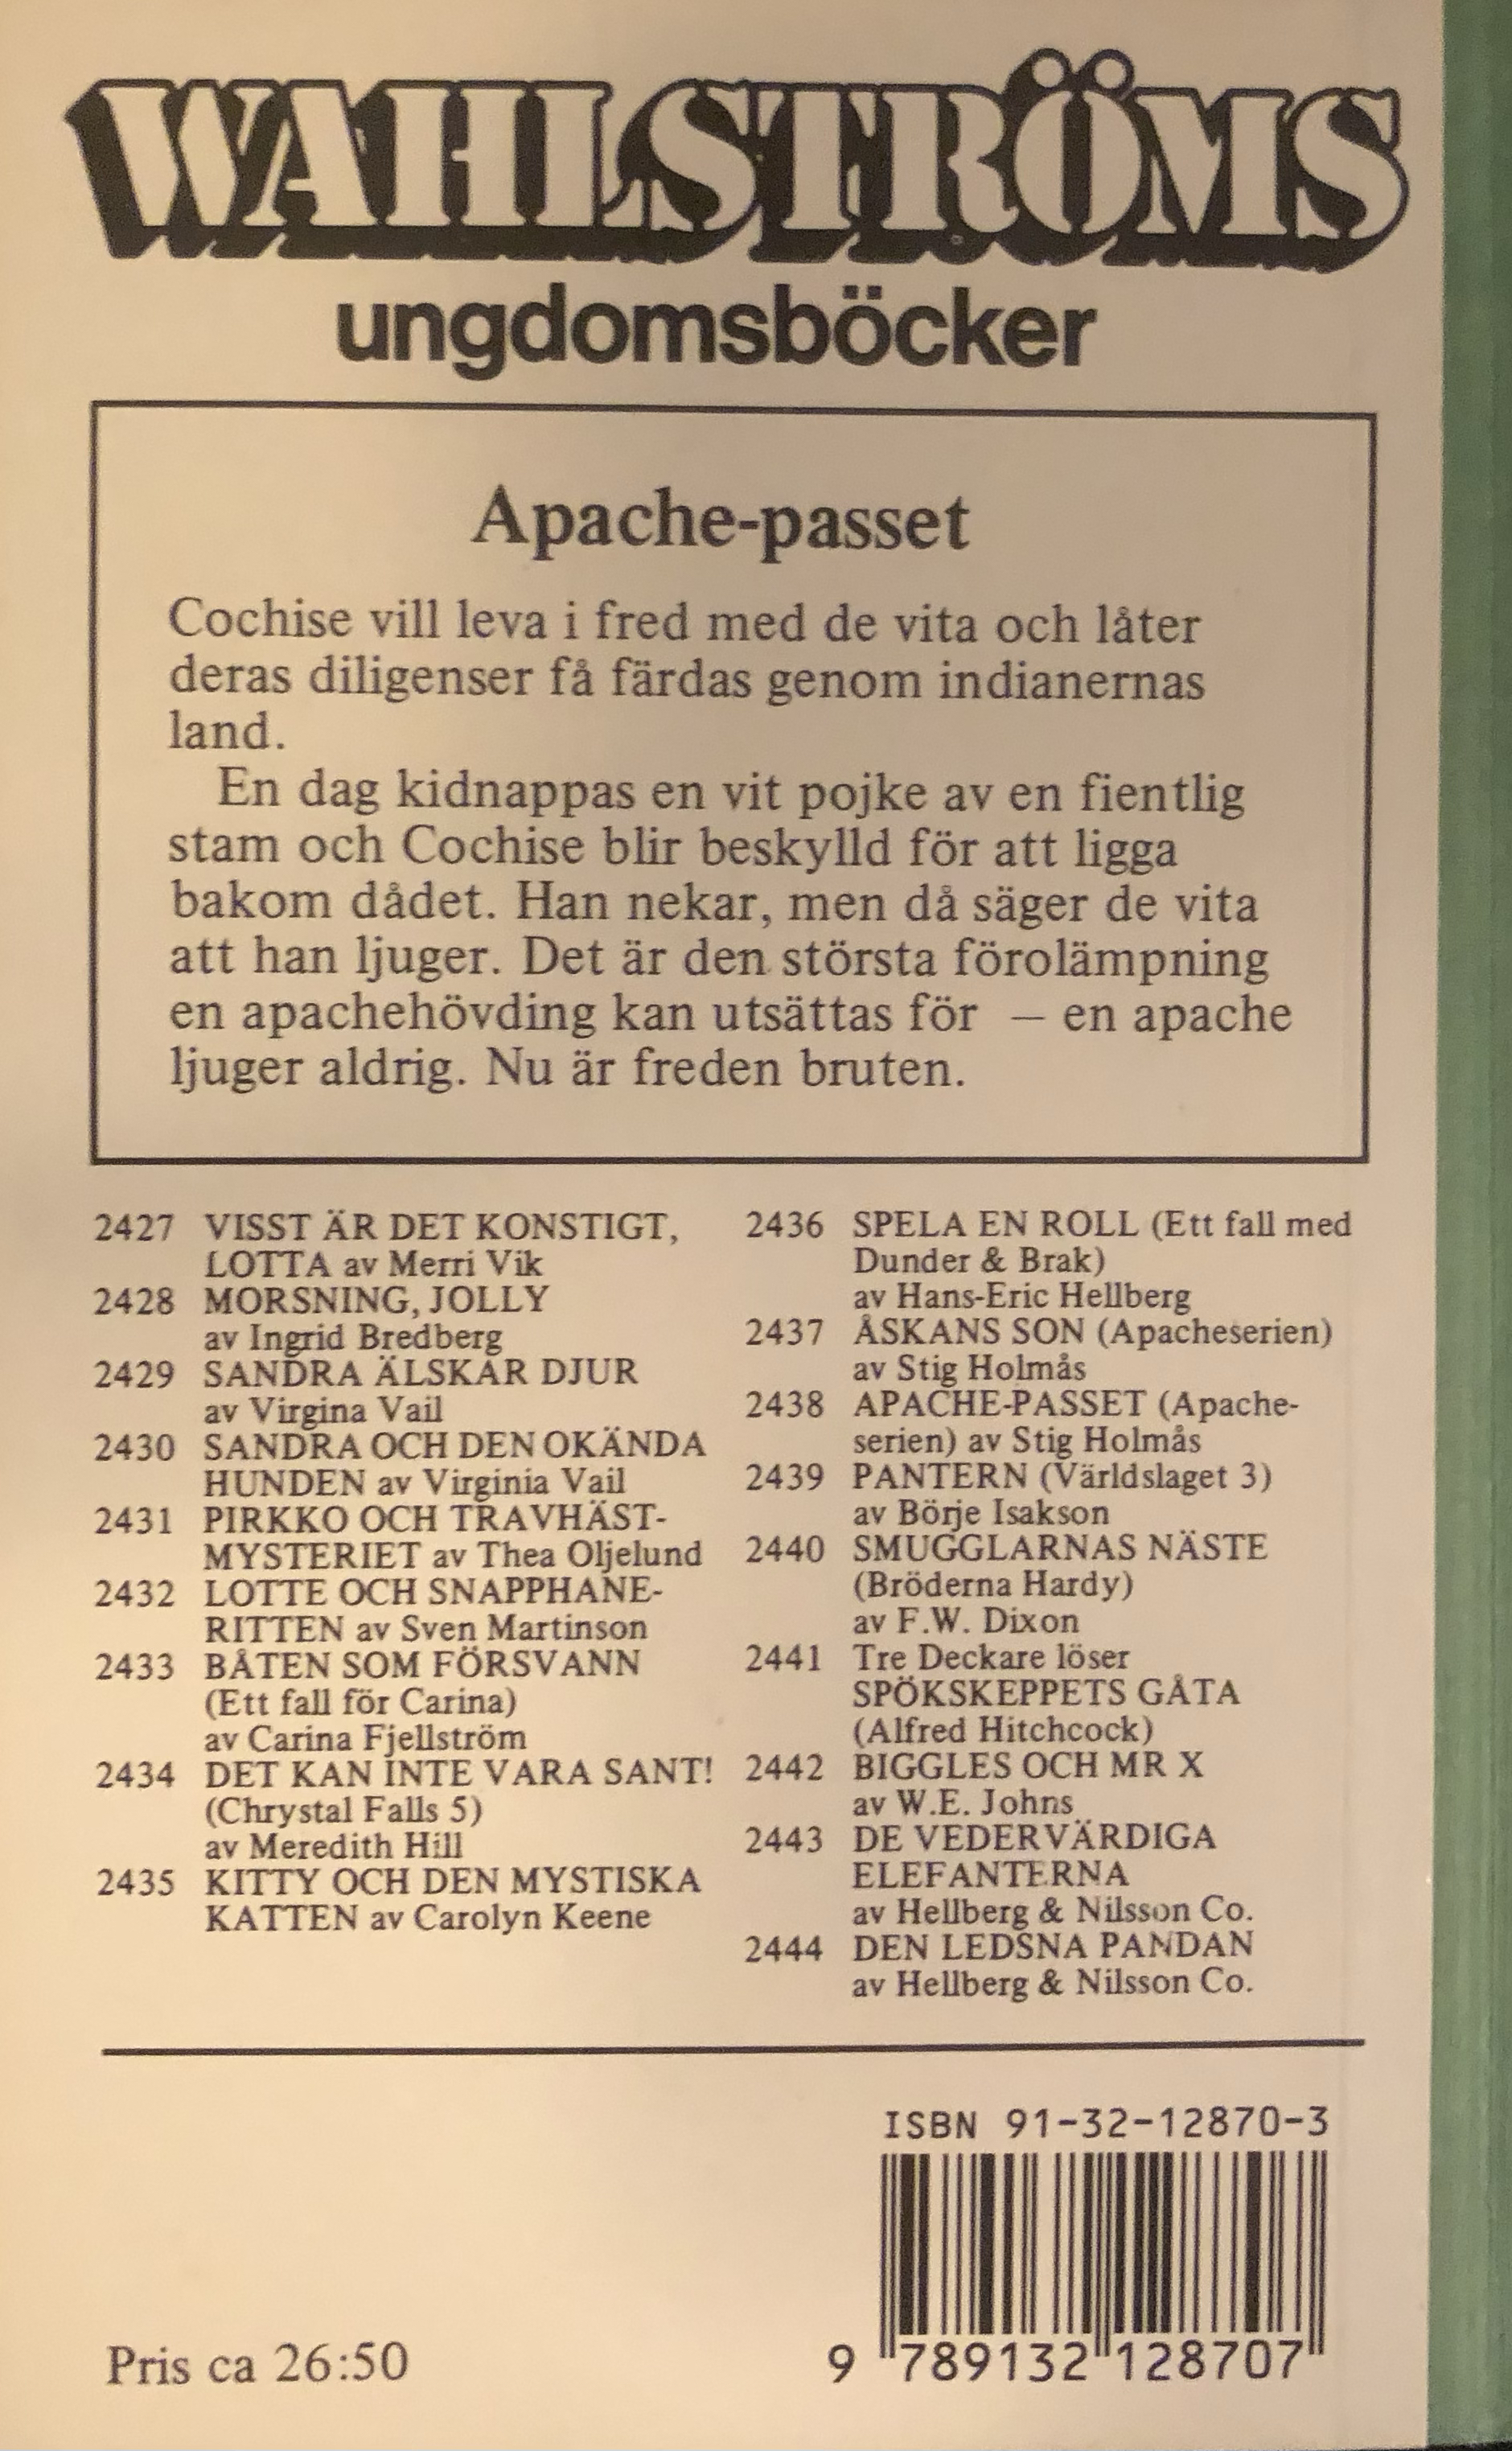 WAHLSTRÖMS
ungdomsböcker
Apache-passet
Cochise vill leva i fred med de vita och låter
deras diligenser få färdas genom indianernas
land.
En dag kidnappas en vit pojke av en fientlig
stam och Cochise blir beskylld för att ligga
bakom dådet. Han nekar, men då säger de vita
att han ljuger. Det är den största förolämpning
en apachehövding kan utsättas för – en apache
ljuger aldrig. Nu är freden bruten.
2427 VISST ÄR DET KONSTIGT,
LOTTA av Merri Vik
2428 MORSNING, JOLLY
av Ingrid Bredberg
2429 SANDRA ÄLSKAR DJUR
av Virgina Vail
2430 SANDRA OCH DEN OKÄNDA
HUNDEN av Virginia Vail
2431 PIRKKO OCH TRAVHÄST-
MYSTERIET av Thea Oljelund
2432 LOTTE OCH SNAPPHANE-
RITTEN av Sven Martinson
2433 BÅTEN SOM FÖRSVANN
(Ett fall för Carina)
av Carina Fjellström
2434 DET KAN INTE VARA SANT!
(Chrystal Falls 5)
av Meredith Hill
2435 KITTY OCH DEN MYSTISKA
KATTEN av Carolyn Keene
2436 SPELA EN ROLL (Ett fall med
Dunder & Brak)
av Hans-Eric Hellberg
2437 ÅSKANS SON (Apacheserien)
av Stig Holmås
2438 APACHE-PASSET (Apache-
serien) av Stig Holmås
2439 PANTERN (Världslaget 3)
av Börje Isakson
2440 SMUGGLARNAS NÄSTE
(Bröderna Hardy)
av F.W. Dixon
2441 Tre Deckare löser
SPÖKSKEPPETS GÅTA
(Alfred Hitchcock)
2442 BIGGLES OCH MR X
av W.E. Johns
2443 DE VEDERVÄRDIGA
ELEFANTERNA
av Hellberg & Nilsson Co.
2444 DEN LEDSNA PANDAN
av Hellberg & Nilsson Co.
ISBN 91-32-12870-3
9 789132 128707
Pris ca 26:50